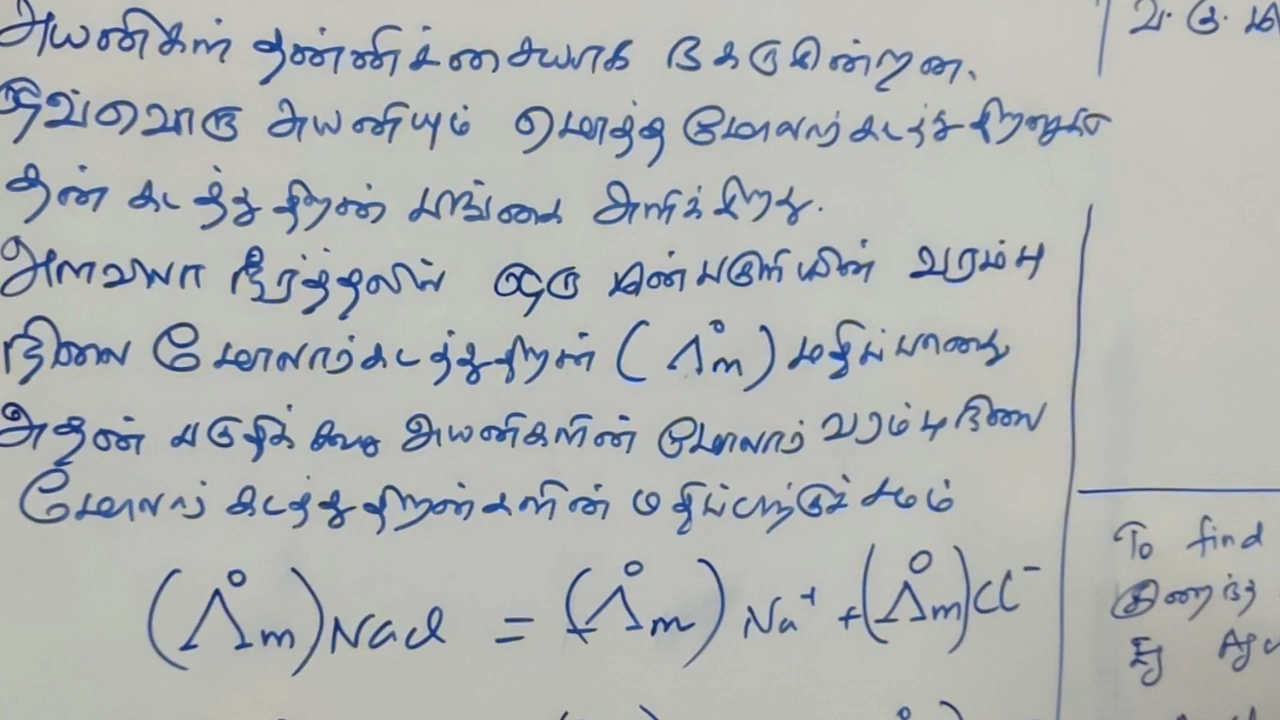 அயனிகள் தன்னிச்சையாக நகருகின்றன.
ஒவ்வொரு அயனியும் மொத்த மோலார் கடத்துதிறனுக்கு
தன் கடத்துதிறன் பங்கை அளிக்கிறது.
அளவிலா நீர்த்தலில் ஒரு மின்பகுளியின் வரம்பு
நிலை மோலார் கடத்துதிறன் (Λ°m) மதிப்பானது
அதன் பகுதிக் கூறு அயனிகளின் மோலார் வரம்பு நிலை
மோலார் கடத்துதிறன்களின் மதிப்பிற்குச் சமம்
(Λ°m) NaCl = (Λ°m) Na⁺ + (Λ°m) Cl⁻
வ. கு.
To find
Eg